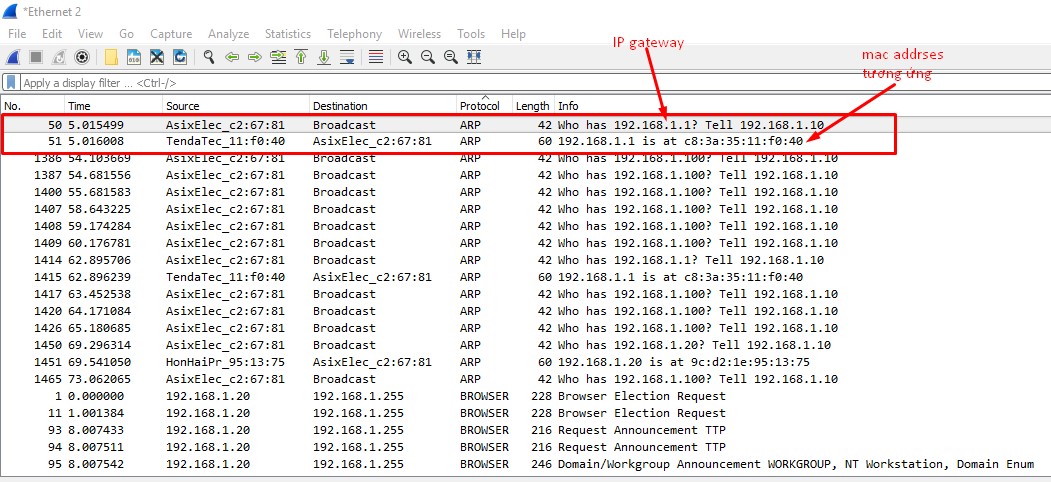 *Ethernet 2
File Edit View Go Capture Analyze Statistics Telephony Wireless Tools Help
IP gateway
mac addrses
tương ứng
Apply a display filter ... <Ctrl-/>
No. Time Source Destination Protocol Length Info
50 5.015499 AsixElec_c2:67:81 Broadcast ARP 42 Who has 192.168.1.1? Tell 192.168.1.10
51 5.016008 TendaTec_11:f0:40 AsixElec_c2:67:81 ARP 60 192.168.1.1 is at c8:3a:35:11:f0:40
1386 54.103669 AsixElec_c2:67:81 Broadcast ARP 42 Who has 192.168.1.100? Tell 192.168.1.10
1387 54.681556 AsixElec_c2:67:81 Broadcast ARP 42 Who has 192.168.1.100? Tell 192.168.1.10
1400 55.681583 AsixElec_c2:67:81 Broadcast ARP 42 Who has 192.168.1.100? Tell 192.168.1.10
1407 58.643225 AsixElec_c2:67:81 Broadcast ARP 42 Who has 192.168.1.100? Tell 192.168.1.10
1408 59.174284 AsixElec_c2:67:81 Broadcast ARP 42 Who has 192.168.1.100? Tell 192.168.1.10
1409 60.176781 AsixElec_c2:67:81 Broadcast ARP 42 Who has 192.168.1.100? Tell 192.168.1.10
1414 62.895706 AsixElec_c2:67:81 Broadcast ARP 42 Who has 192.168.1.1? Tell 192.168.1.10
1415 62.896239 TendaTec_11:f0:40 AsixElec_c2:67:81 ARP 60 192.168.1.1 is at c8:3a:35:11:f0:40
1417 63.452538 AsixElec_c2:67:81 Broadcast ARP 42 Who has 192.168.1.100? Tell 192.168.1.10
1420 64.171084 AsixElec_c2:67:81 Broadcast ARP 42 Who has 192.168.1.100? Tell 192.168.1.10
1426 65.180685 AsixElec_c2:67:81 Broadcast ARP 42 Who has 192.168.1.100? Tell 192.168.1.10
1450 69.296314 AsixElec_c2:67:81 Broadcast ARP 42 Who has 192.168.1.20? Tell 192.168.1.10
1451 69.541050 HonHaiPr_95:13:75 AsixElec_c2:67:81 ARP 60 192.168.1.20 is at 9c:d2:1e:95:13:75
1465 73.062065 AsixElec_c2:67:81 Broadcast ARP 42 Who has 192.168.1.100? Tell 192.168.1.10
1 0.000000 192.168.1.20 192.168.1.255 BROWSER 228 Browser Election Request
11 1.001384 192.168.1.20 192.168.1.255 BROWSER 228 Browser Election Request
93 8.007433 192.168.1.20 192.168.1.255 BROWSER 216 Request Announcement TTP
94 8.007511 192.168.1.20 192.168.1.255 BROWSER 216 Request Announcement TTP
95 8.007542 192.168.1.20 192.168.1.255 BROWSER 246 Domain/Workgroup Announcement WORKGROUP, NT Workstation, Domain Enum